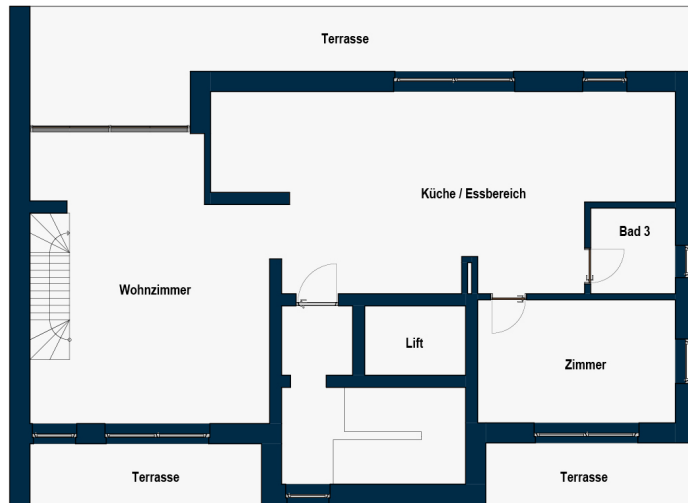 Terrasse
Küche / Essbereich
Bad 3
Wohnzimmer
Lift
Zimmer
Terrasse
Terrasse